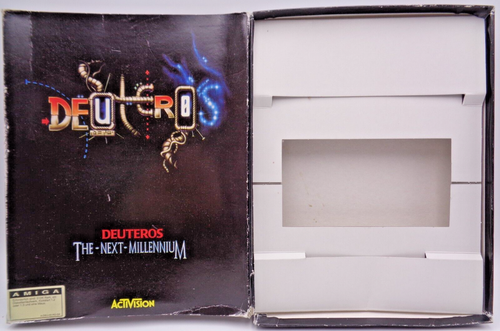 DEUTEROS
DEUTEROS
THE-NEXT-MILLENNIUM
ACTIVISION
AMIGA